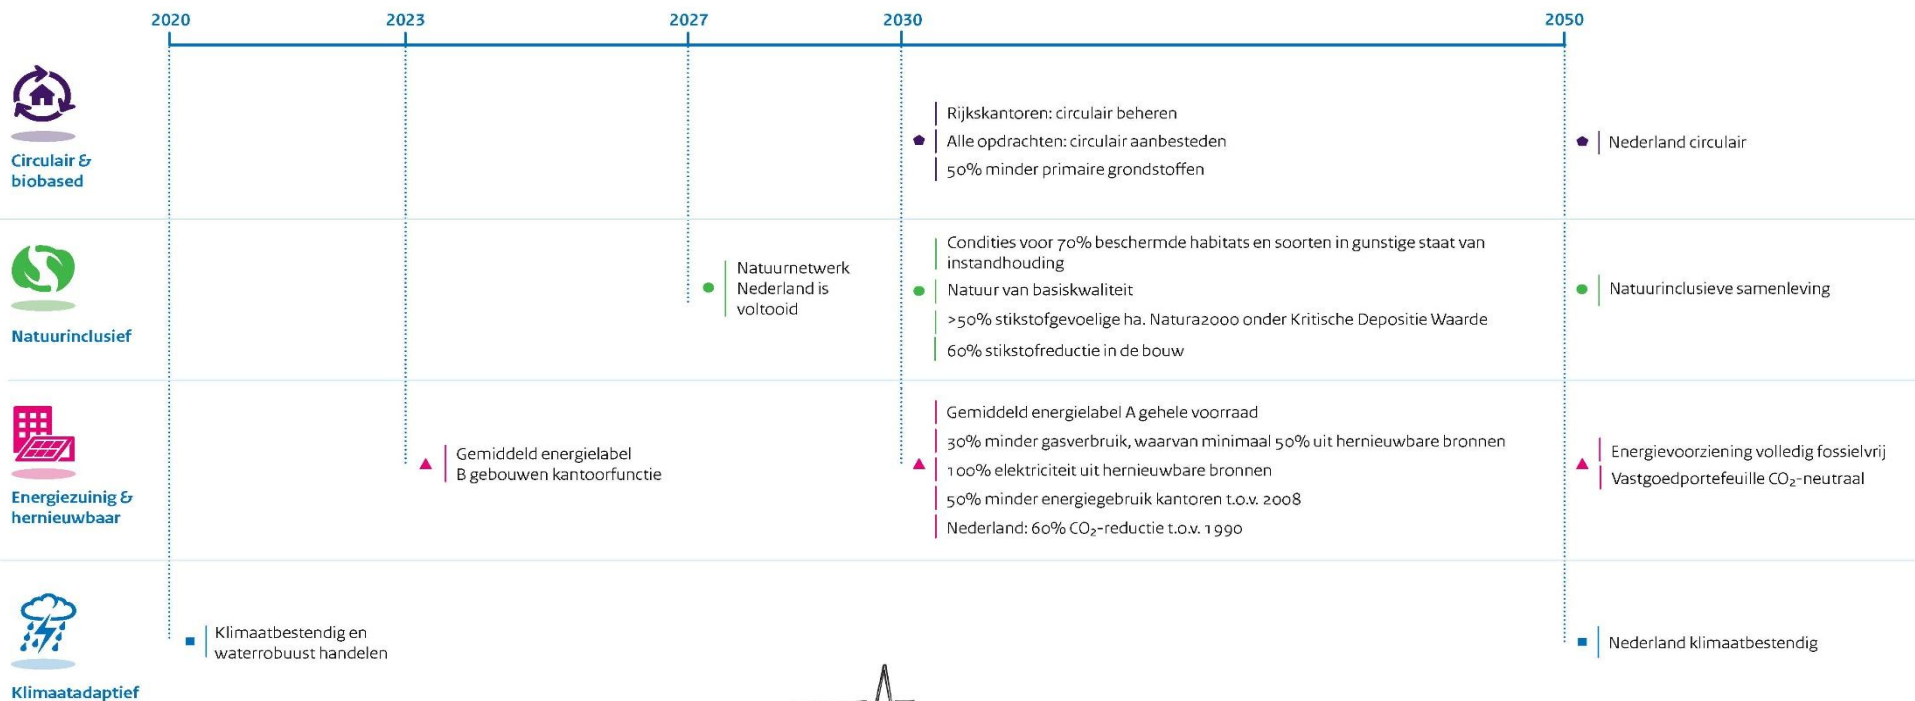 2020 2023 2027 2030 2050
Circulair &
biobased
Rijkskantoren: circulair beheren
Alle opdrachten: circulair aanbesteden
50% minder primaire grondstoffen
Nederland circulair
Natuurinclusief
Natuurnetwerk
Nederland is
voltooid
Condities voor 70% beschermde habitats en soorten in gunstige staat van
instandhouding
Natuur van basiskwaliteit
>50% stikstofgevoelige ha. Natura2000 onder Kritische Depositie Waarde
60% stikstofreductie in de bouw
Natuurinclusieve samenleving
Energiezuinig &
hernieuwbaar
Gemiddeld energielabel
B gebouwen kantoorfunctie
Gemiddeld energielabel A gehele voorraad
30% minder gasverbruik, waarvan minimaal 50% uit hernieuwbare bronnen
100% elektriciteit uit hernieuwbare bronnen
50% minder energiegebruik kantoren t.o.v. 2008
Nederland: 60% CO₂-reductie t.o.v. 1990
Energievoorziening volledig fossielvrij
Vastgoedportefeuille CO₂-neutraal
Klimaatadaptief
Klimaatbestendig en
waterrobuust handelen
Nederland klimaatbestendig